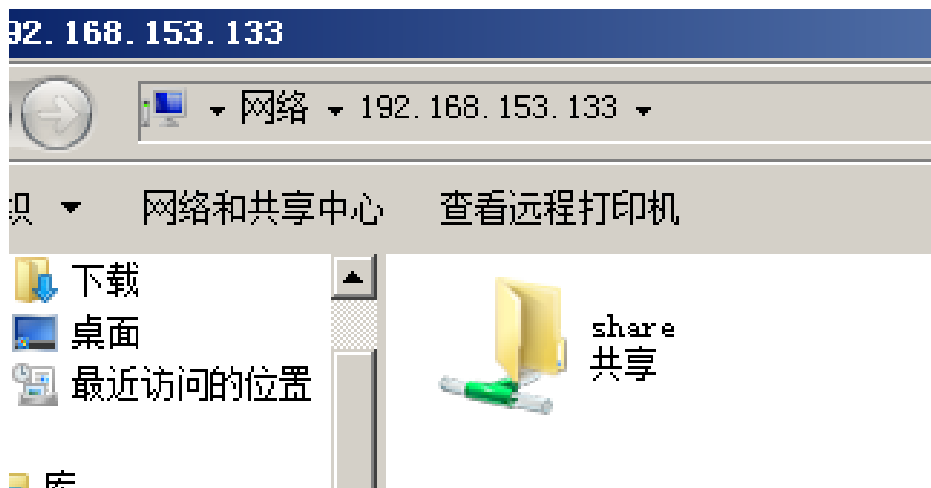 92.168.153.133
网络 192.168.153.133
织 网络和共享中心 查看远程打印机
下载
桌面
最近访问的位置
库
share
共享